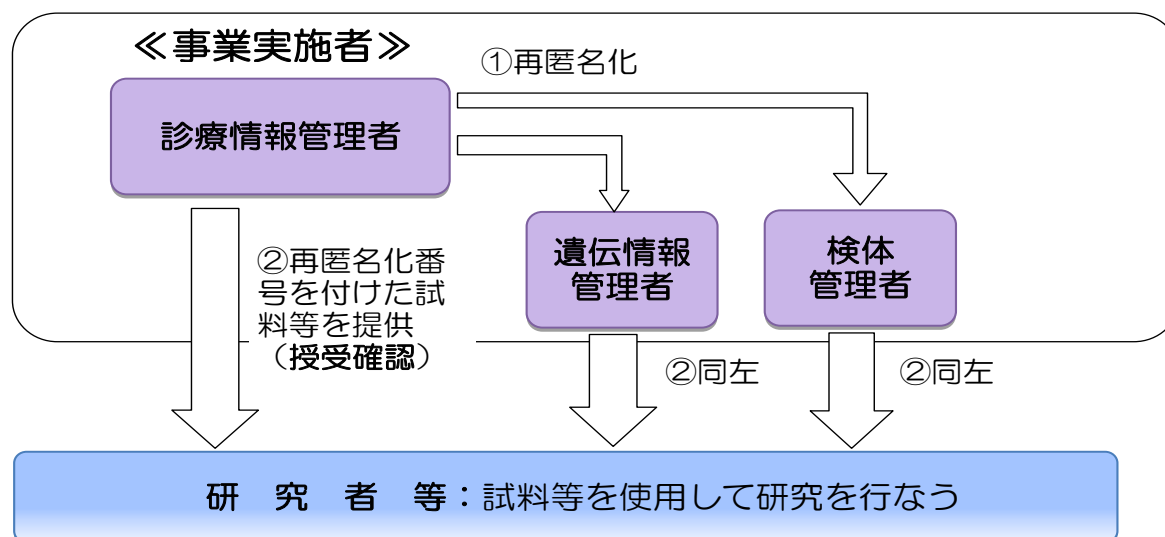 ≪事業実施者≫
①再匿名化
診療情報管理者
遺伝情報
管理者
検体
管理者
②再匿名化番
号を付けた試
料等を提供
（授受確認）
②同左
②同左
研　究　者　等：試料等を使用して研究を行なう